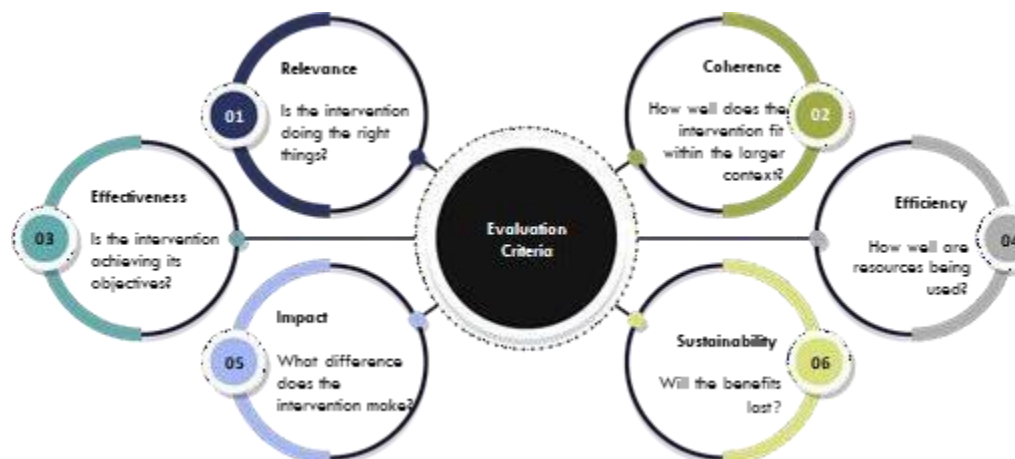 Relevance
01
Is the intervention
doing the right
things?
Coherence
02
How well does the
intervention fit
within the larger
context?
Effectiveness
03
Is the intervention
achieving its
objectives?
Evaluation
Criteria
Efficiency
04
How well are
resources being
used?
Impact
05
What difference
does the
intervention make?
Sustainability
06
Will the benefits
last?